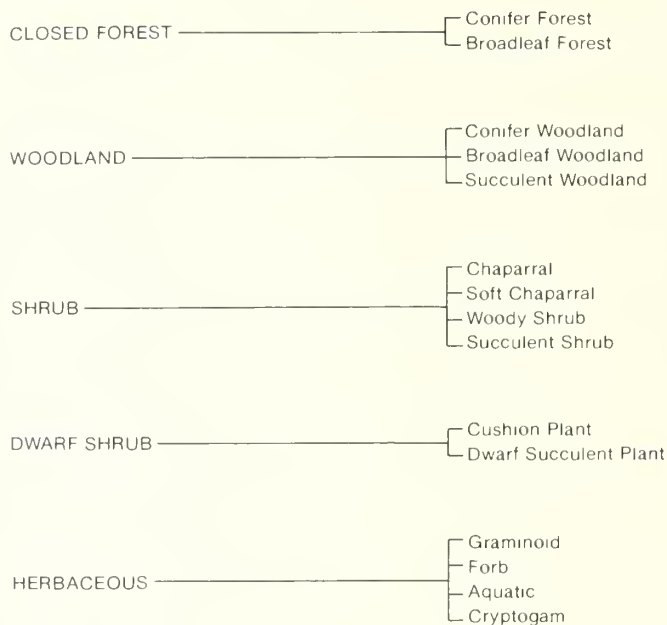 CLOSED FOREST
Conifer Forest
Broadleaf Forest
WOODLAND
Conifer Woodland
Broadleaf Woodland
Succulent Woodland
SHRUB
Chaparral
Soft Chaparral
Woody Shrub
Succulent Shrub
DWARF SHRUB
Cushion Plant
Dwarf Succulent Plant
HERBACEOUS
Graminoid
Forb
Aquatic
Cryptogam